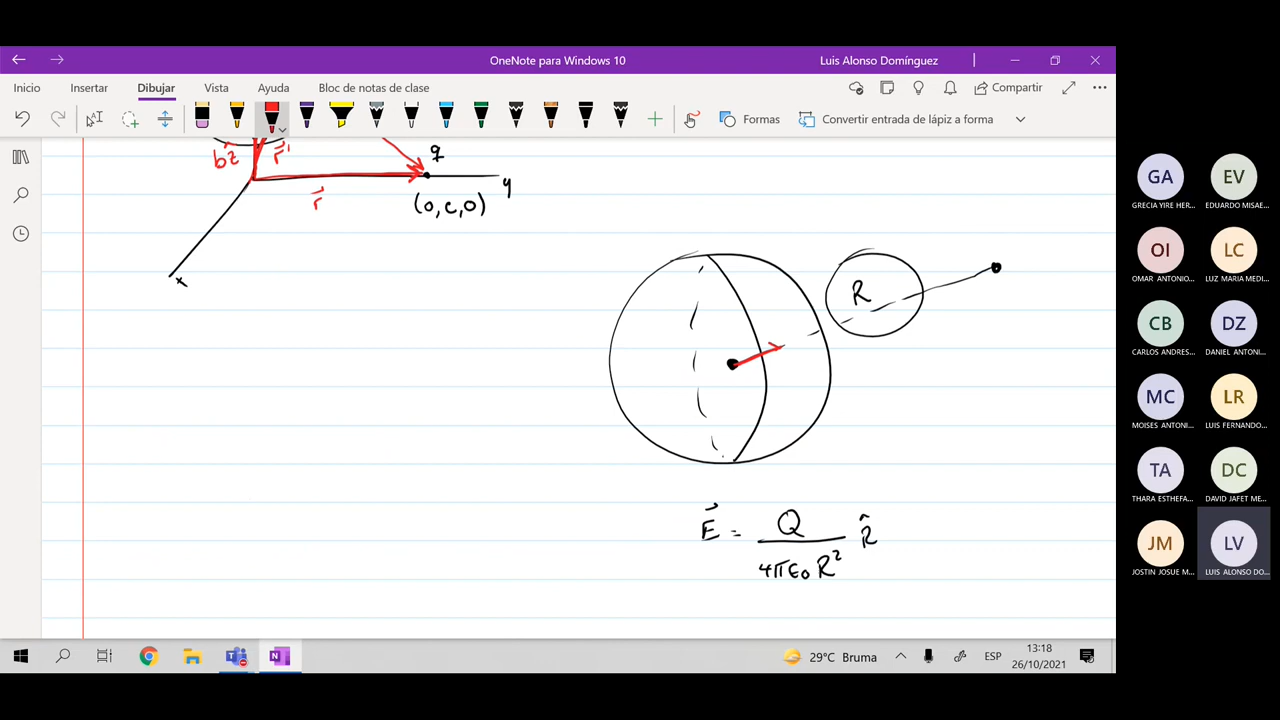 OneNote para Windows 10
Luis Alonso Domínguez
Inicio
Insertar
Dibujar
Vista
Ayuda
Bloc de notas de clase
Compartir
Formas
Convertir entrada de lápiz a forma
bẑ
r⃗'
q
r⃗
y
(0, c, 0)
x
R
E⃗ = Q / 4πε₀R² R̂
GA
GRECIA YIRE HER...
EV
EDUARDO MISAE...
OI
OMAR ANTONIO...
LC
LUZ MARIA MEDI...
CB
CARLOS ANDRES...
DZ
DANIEL ANTONI...
MC
MOISES ANTONI...
LR
LUIS FERNANDO...
TA
THARA ESTHEFA...
DC
DAVID JAFET ME...
JM
JOSTIN JOSUE M...
LV
LUIS ALONSO DO...
29°C Bruma
ESP
13:18
26/10/2021